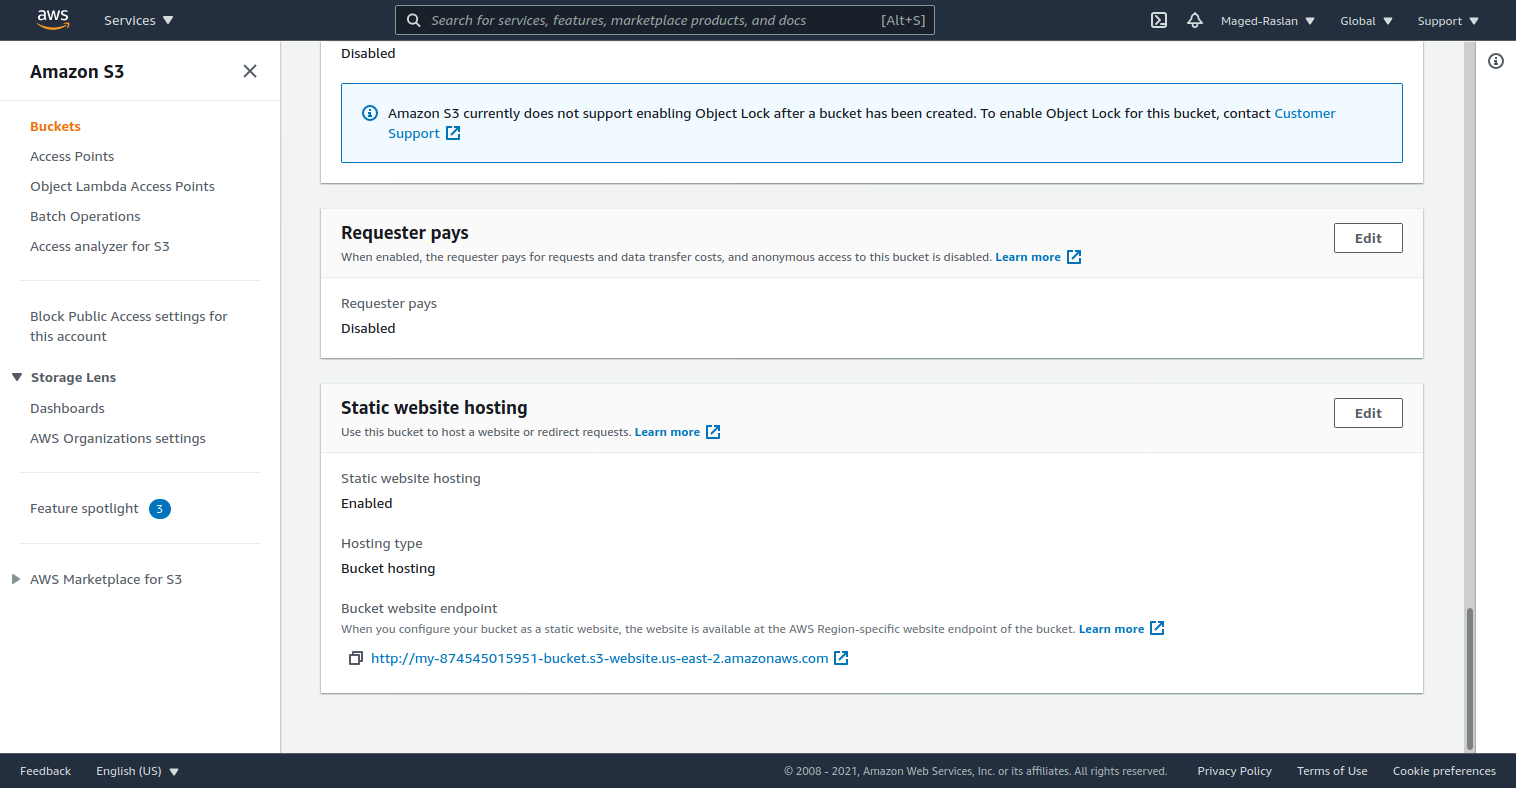 aws
Services
Search for services, features, marketplace products, and docs
[Alt+S]
Maged-Raslan
Global
Support
Amazon S3
Buckets
Access Points
Object Lambda Access Points
Batch Operations
Access analyzer for S3
Block Public Access settings for
this account
Storage Lens
Dashboards
AWS Organizations settings
Feature spotlight 3
AWS Marketplace for S3
Disabled
Amazon S3 currently does not support enabling Object Lock after a bucket has been created. To enable Object Lock for this bucket, contact Customer
Support
Requester pays
Edit
When enabled, the requester pays for requests and data transfer costs, and anonymous access to this bucket is disabled. Learn more
Requester pays
Disabled
Static website hosting
Edit
Use this bucket to host a website or redirect requests. Learn more
Static website hosting
Enabled
Hosting type
Bucket hosting
Bucket website endpoint
When you configure your bucket as a static website, the website is available at the AWS Region-specific website endpoint of the bucket. Learn more
http://my-874545015951-bucket.s3-website.us-east-2.amazonaws.com
Feedback
English (US)
© 2008 - 2021, Amazon Web Services, Inc. or its affiliates. All rights reserved.
Privacy Policy
Terms of Use
Cookie preferences